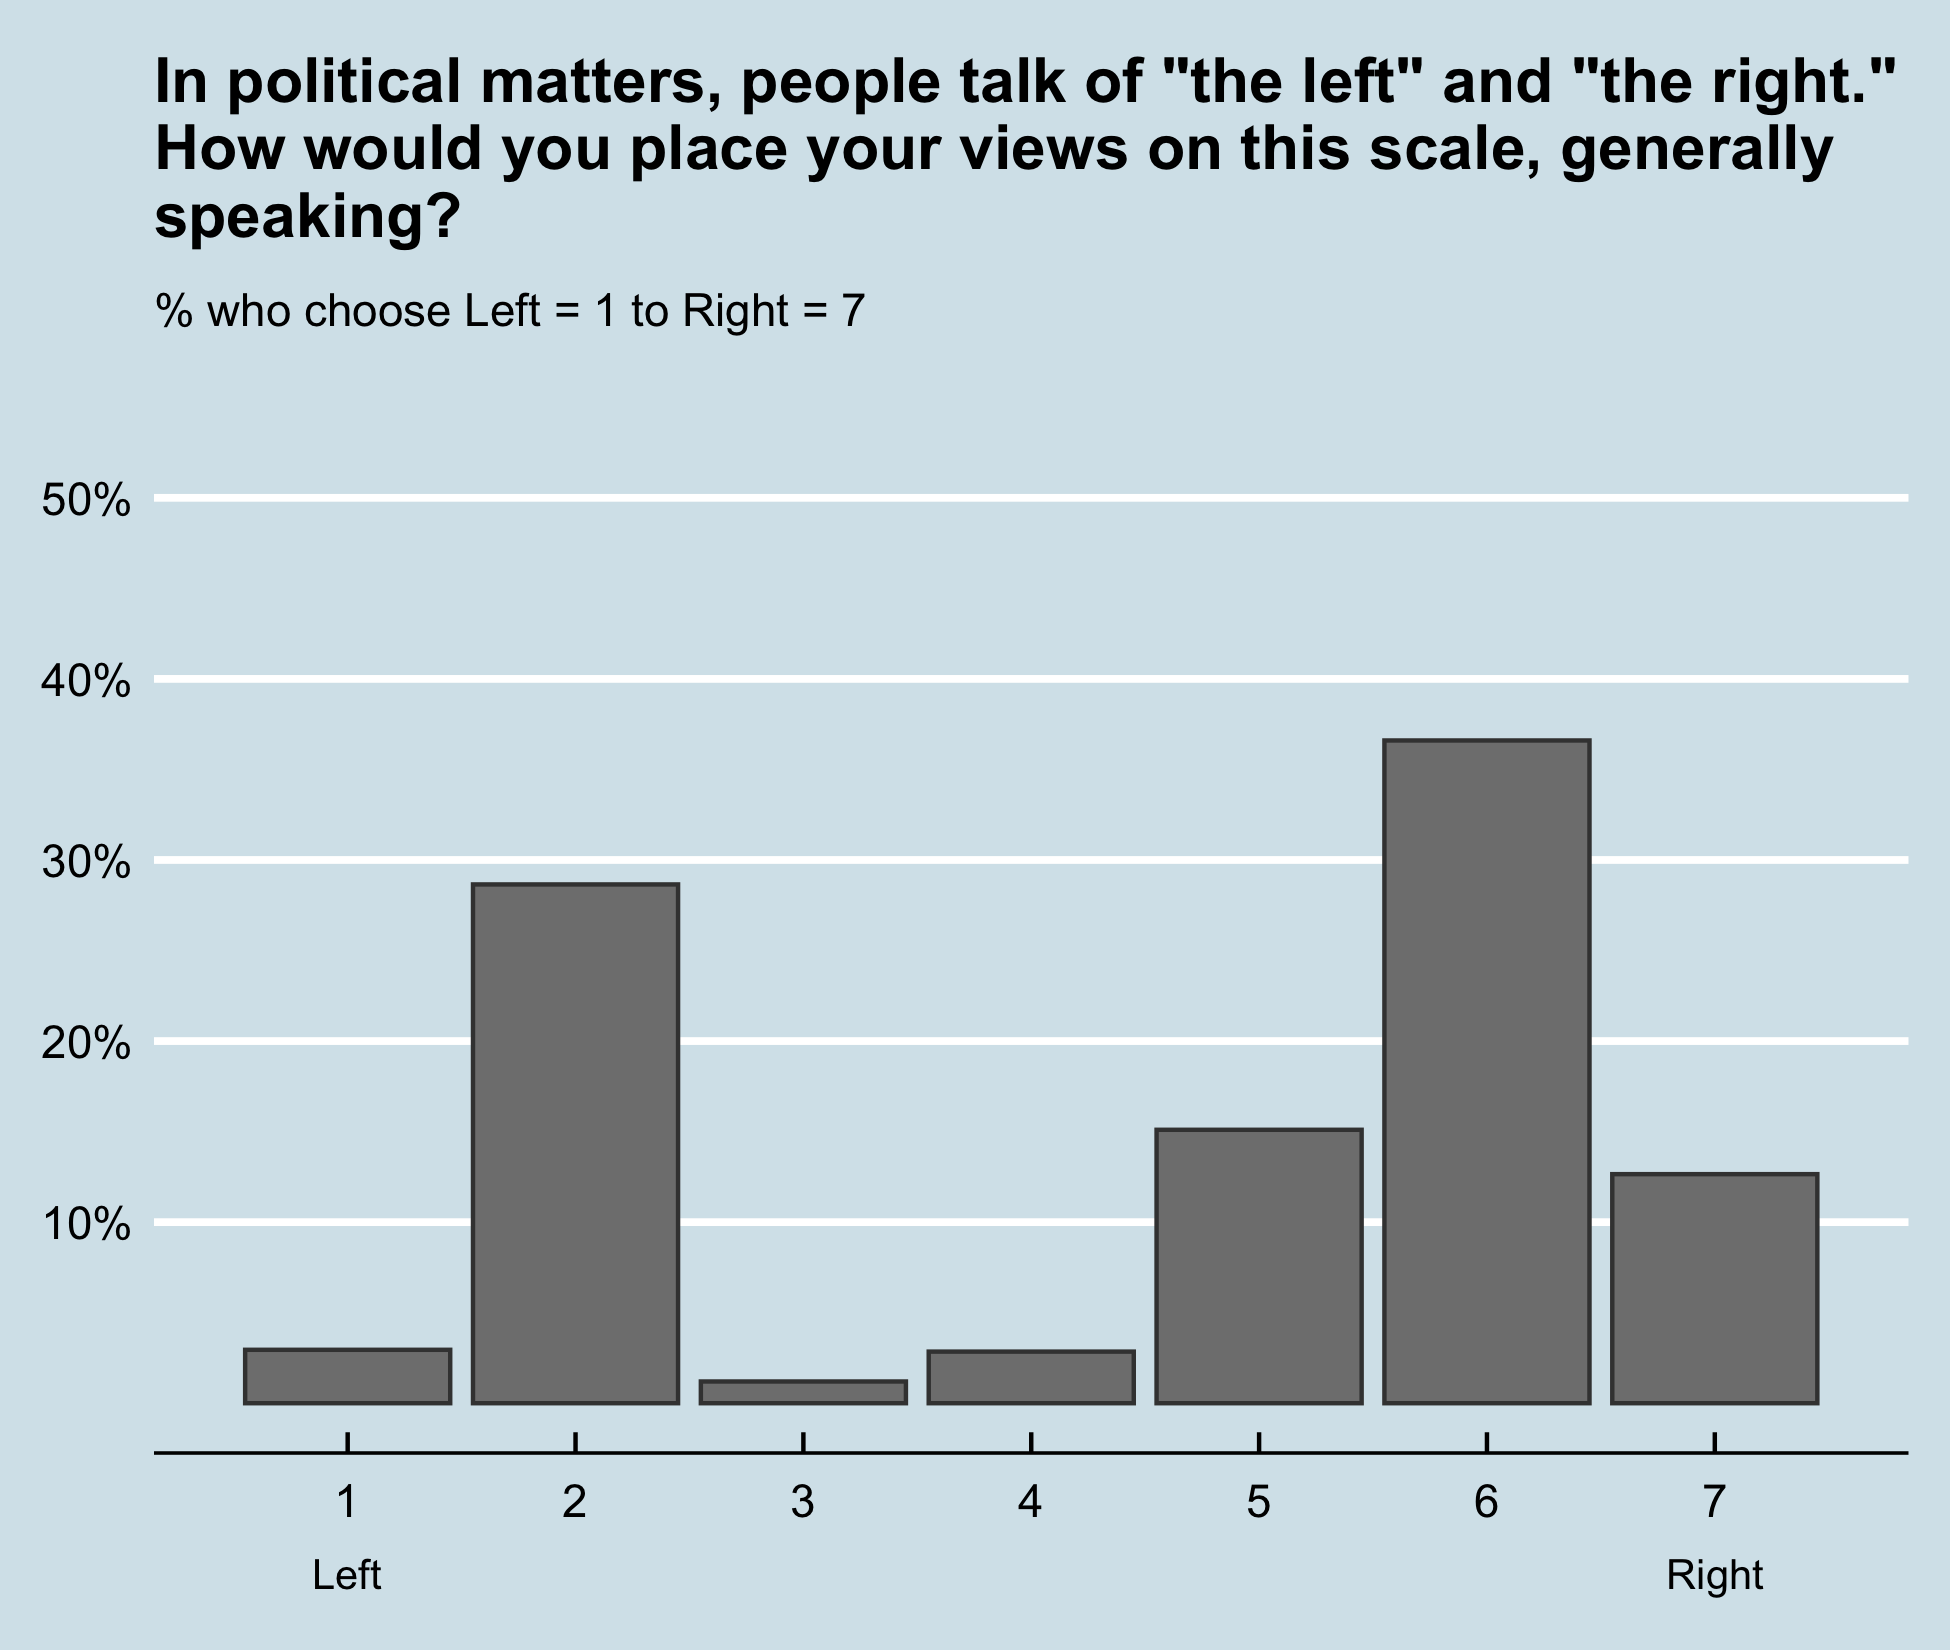 In political matters, people talk of "the left" and "the right."
How would you place your views on this scale, generally
speaking?
% who choose Left = 1 to Right = 7
50%
40%
30%
20%
10%
1 2 3 4 5 6 7
Left Right